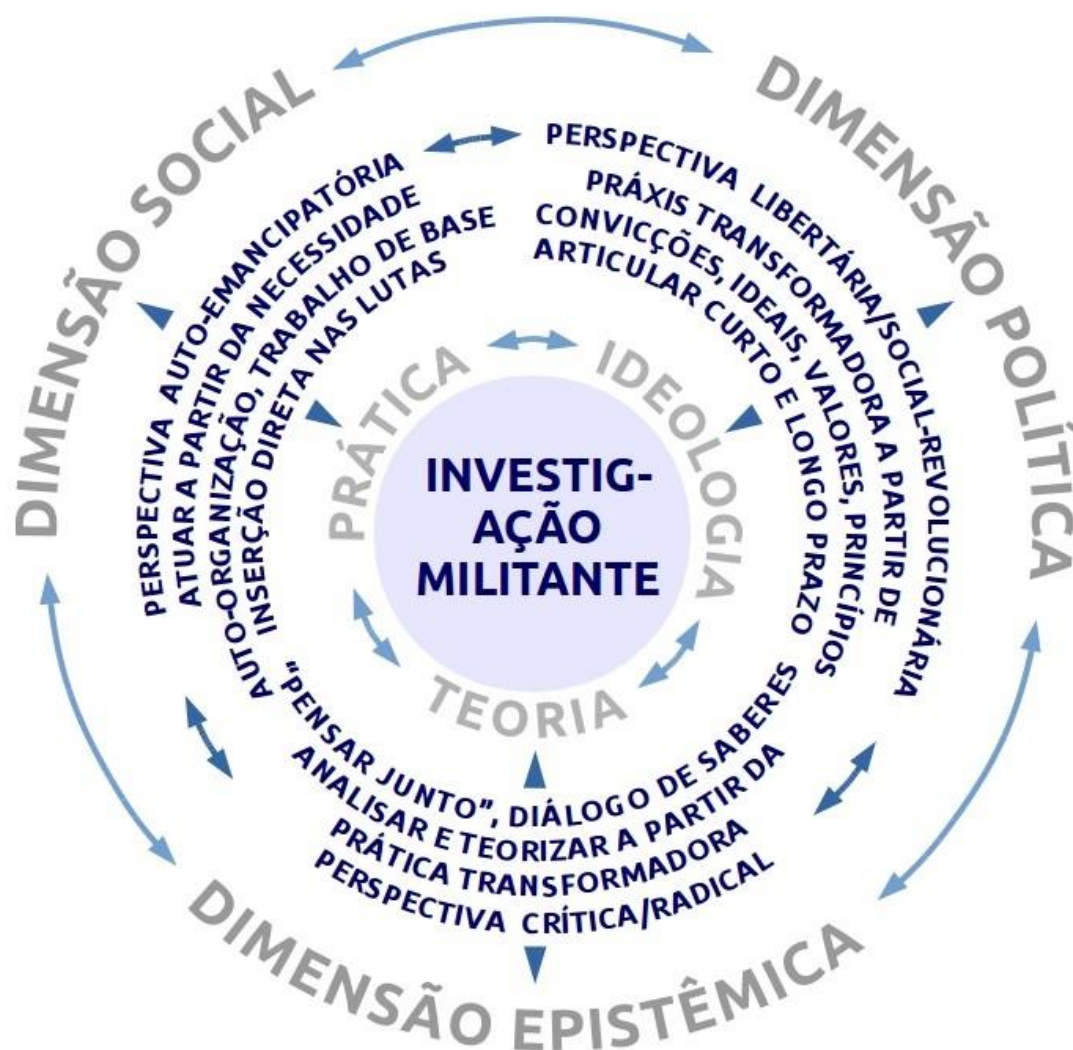 DIMENSÃO SOCIAL
DIMENSÃO POLÍTICA
PERSPECTIVA AUTO-EMANCIPATÓRIA
ATUAR A PARTIR DA NECESSIDADE
AUTO-ORGANIZAÇÃO, TRABALHO DE BASE
INSERÇÃO DIRETA NAS LUTAS
PERSPECTIVA LIBERTÁRIA/SOCIAL-REVOLUCIONÁRIA
PRÁXIS TRANSFORMADORA A PARTIR DE
CONVICÇÕES, IDEAIS, VALORES, PRINCÍPIOS
ARTICULAR CURTO E LONGO PRAZO
PRÁTICA
IDEOLOGIA
INVESTIG-
AÇÃO
MILITANTE
TEORIA
"PENSAR JUNTO", DIÁLOGO DE SABERES
ANALISAR E TEORIZAR A PARTIR DA
PRÁTICA TRANSFORMADORA
PERSPECTIVA CRÍTICA/RADICAL
DIMENSÃO EPISTÊMICA